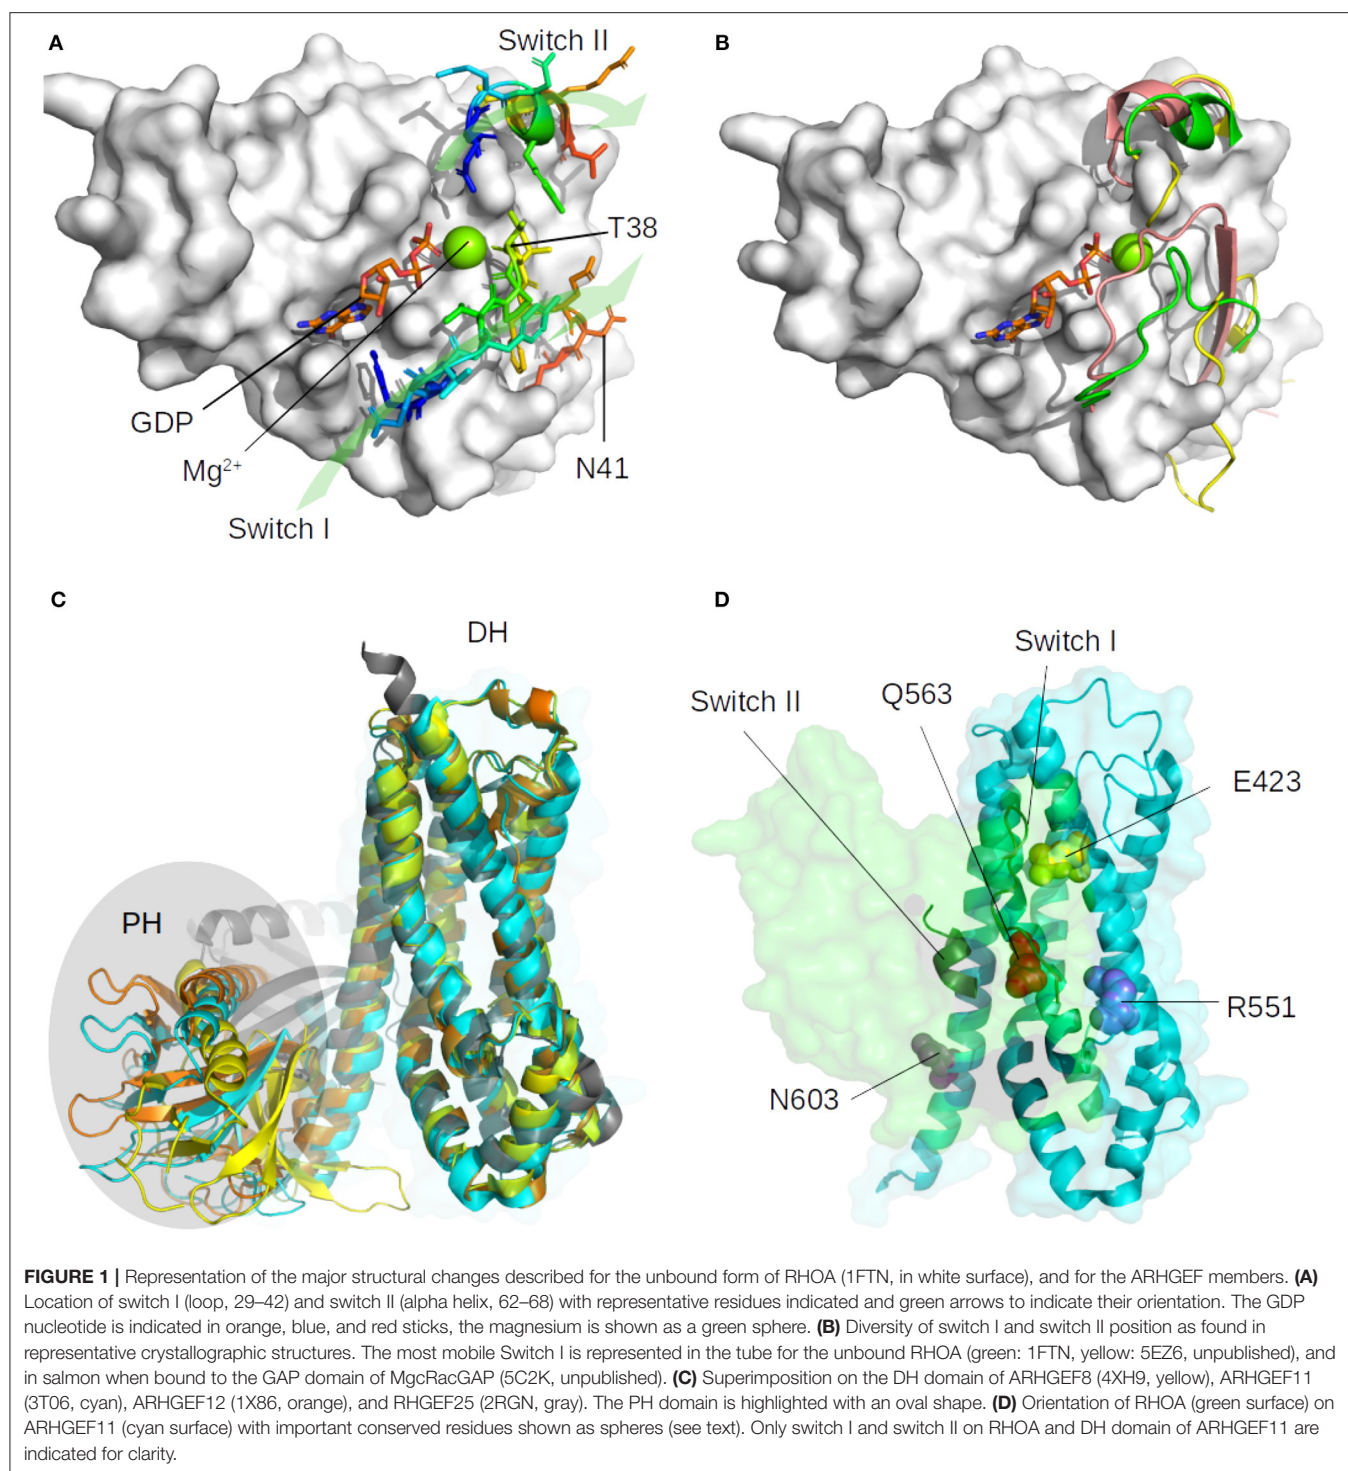 A
Switch II
T38
GDP
Mg²⁺
N41
Switch I
B
C
DH
PH
D
Switch I
Q563
Switch II
E423
R551
N603
FIGURE 1 | Representation of the major structural changes described for the unbound form of RHOA (1FTN, in white surface), and for the ARHGEF members. (A)
Location of switch I (loop, 29–42) and switch II (alpha helix, 62–68) with representative residues indicated and green arrows to indicate their orientation. The GDP
nucleotide is indicated in orange, blue, and red sticks, the magnesium is shown as a green sphere. (B) Diversity of switch I and switch II position as found in
representative crystallographic structures. The most mobile Switch I is represented in the tube for the unbound RHOA (green: 1FTN, yellow: 5EZ6, unpublished), and
in salmon when bound to the GAP domain of MgcRacGAP (5C2K, unpublished). (C) Superimposition on the DH domain of ARHGEF8 (4XH9, yellow), ARHGEF11
(3T06, cyan), ARHGEF12 (1X86, orange), and RHGEF25 (2RGN, gray). The PH domain is highlighted with an oval shape. (D) Orientation of RHOA (green surface) on
ARHGEF11 (cyan surface) with important conserved residues shown as spheres (see text). Only switch I and switch II on RHOA and DH domain of ARHGEF11 are
indicated for clarity.